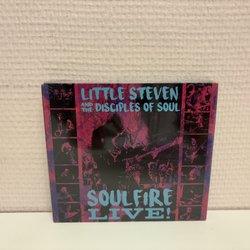 LITTLE STEVEN
AND THE DISCIPLES OF SOUL
SOULFIRE
LIVE!